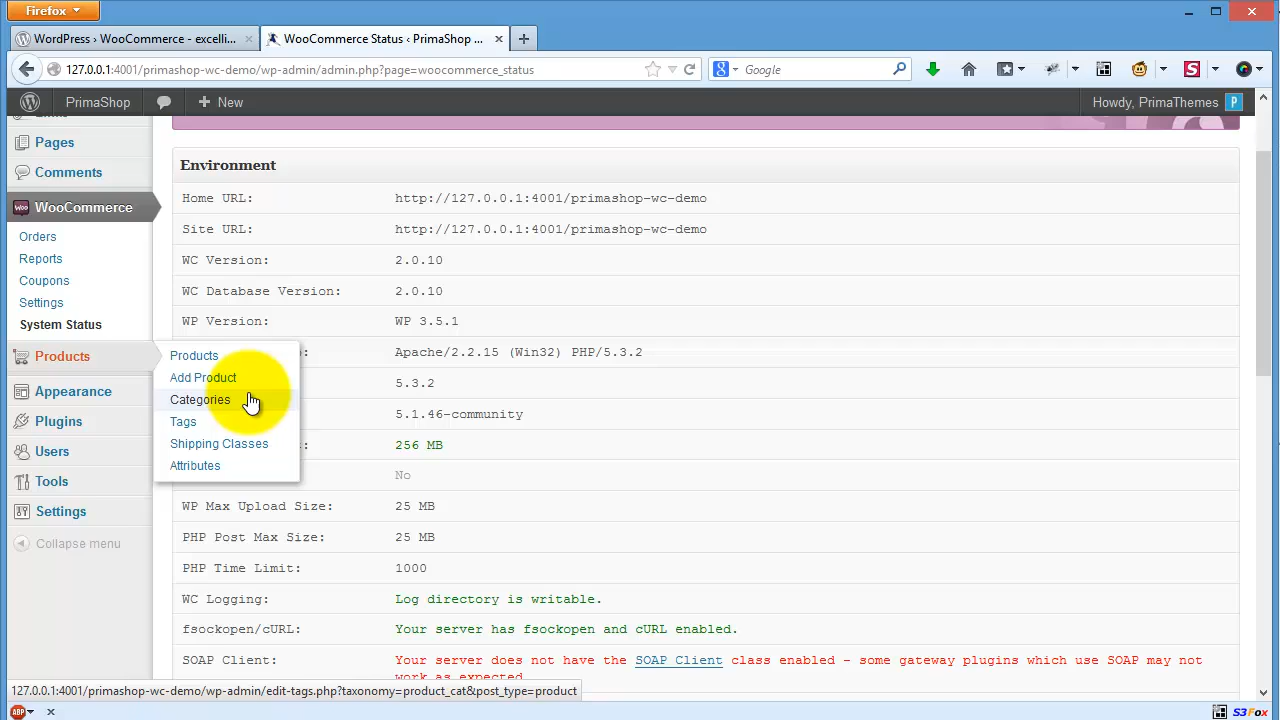 Firefox
WordPress › WooCommerce - excelli...
WooCommerce Status ‹ PrimaShop ...
127.0.0.1:4001/primashop-wc-demo/wp-admin/admin.php?page=woocommerce_status
Google
PrimaShop
New
Howdy, PrimaThemes
Pages
Comments
WooCommerce
Orders
Reports
Coupons
Settings
System Status
Products
Appearance
Plugins
Users
Tools
Settings
Collapse menu
Products
Add Product
Categories
Tags
Shipping Classes
Attributes
Environment
Home URL: http://127.0.0.1:4001/primashop-wc-demo
Site URL: http://127.0.0.1:4001/primashop-wc-demo
WC Version: 2.0.10
WC Database Version: 2.0.10
WP Version: WP 3.5.1
Apache/2.2.15 (Win32) PHP/5.3.2
5.3.2
5.1.46-community
256 MB
No
WP Max Upload Size: 25 MB
PHP Post Max Size: 25 MB
PHP Time Limit: 1000
WC Logging: Log directory is writable.
fsockopen/cURL: Your server has fsockopen and cURL enabled.
SOAP Client: Your server does not have the SOAP Client class enabled - some gateway plugins which use SOAP may not
work as expected.
127.0.0.1:4001/primashop-wc-demo/wp-admin/edit-tags.php?taxonomy=product_cat&post_type=product
ABP
S3Fox